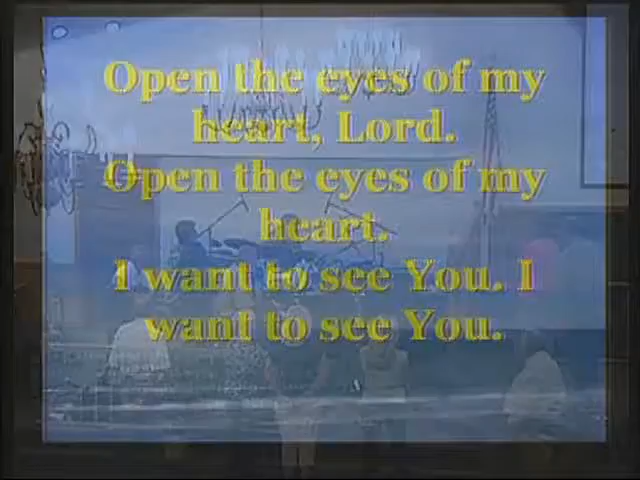 Open the eyes of my
heart, Lord.
Open the eyes of my
heart.
I want to see You. I
want to see You.